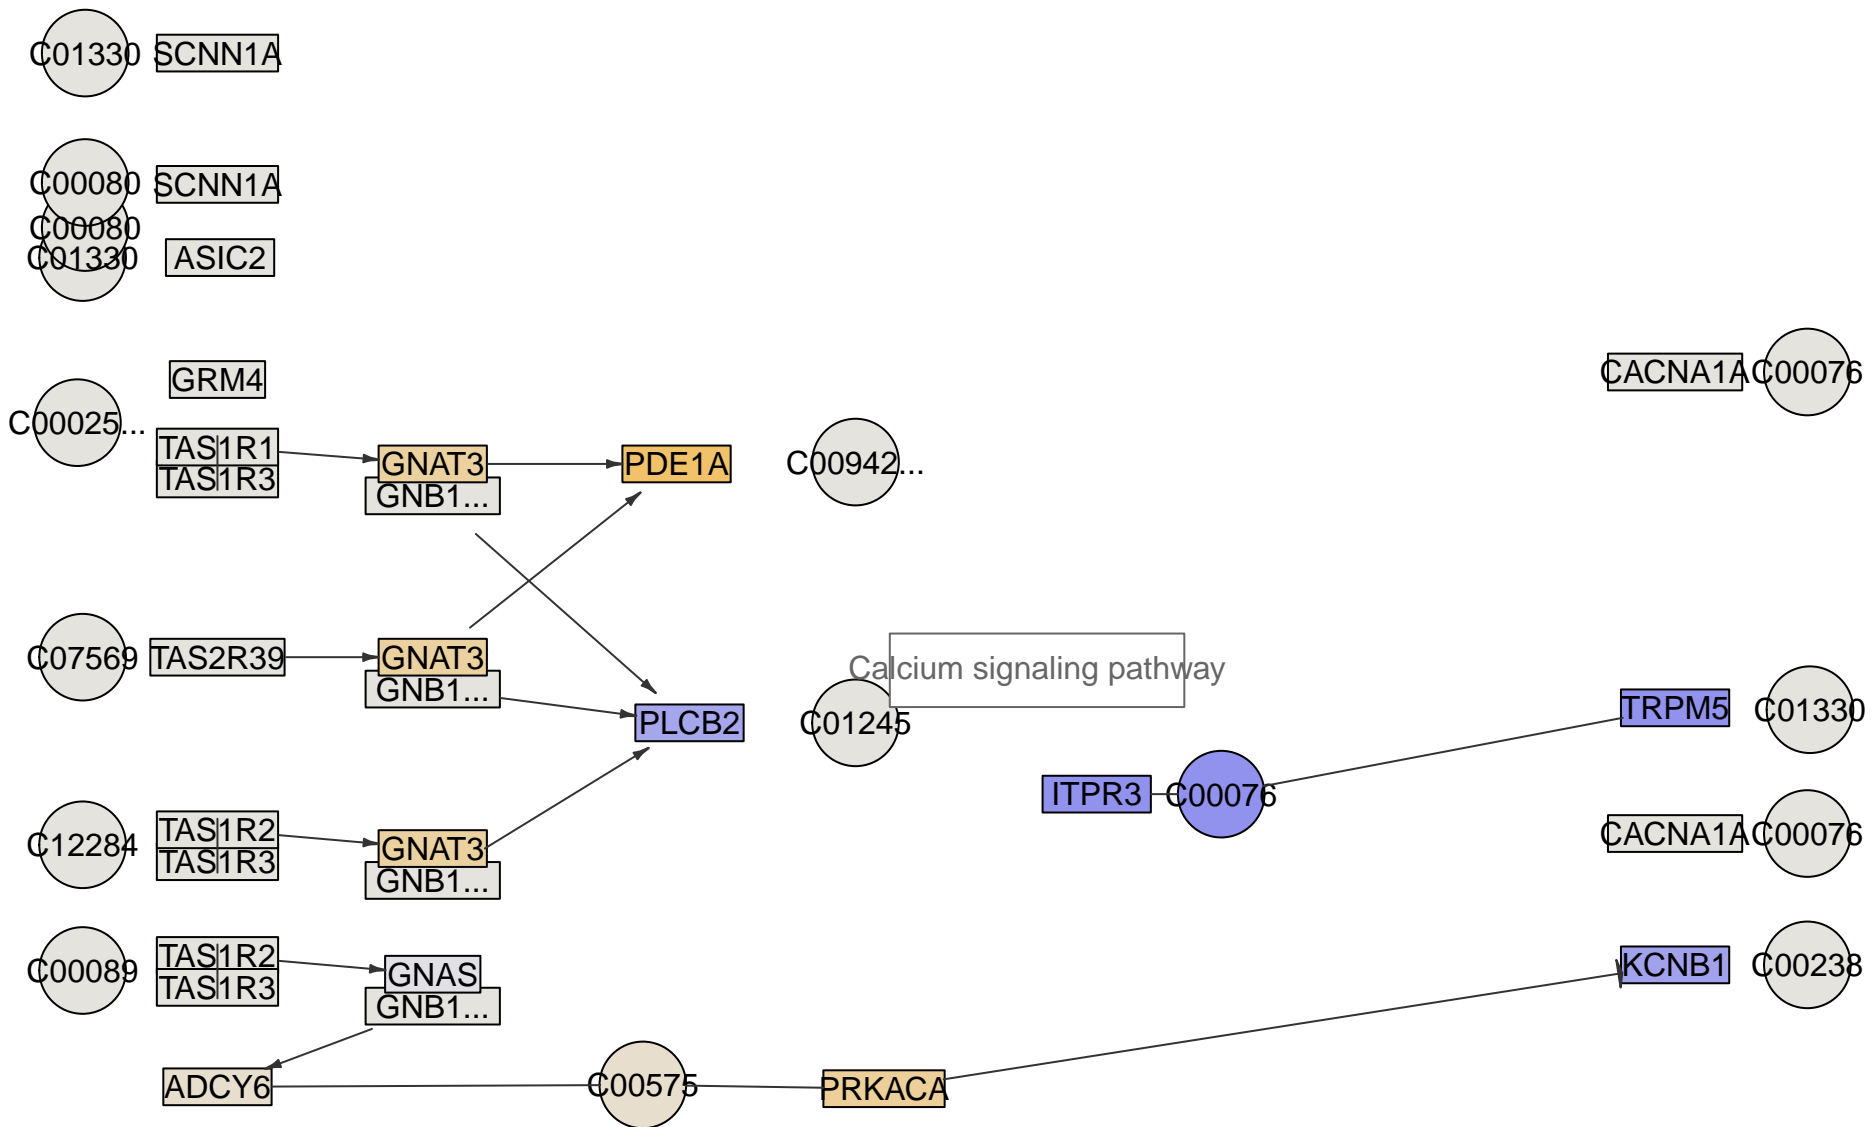 C01330 SCNN1A
C00080 SCNN1A
C00080
C01330 ASIC2
GRM4
CACNA1A C00076
C00025...
TAS1R1
GNAT3 PDE1A C00942...
TAS1R3
GNB1...
C07569 TAS2R39 GNAT3
Calcium signaling pathway
GNB1...
TRPM5 C01330
PLCB2 C01245
ITPR3 C00076
TAS1R2
CACNA1A C00076
C12284 GNAT3
TAS1R3
GNB1...
TAS1R2
KCNB1 C00238
C00089 GNAS
TAS1R3
GNB1...
ADCY6 C00575 PRKACA